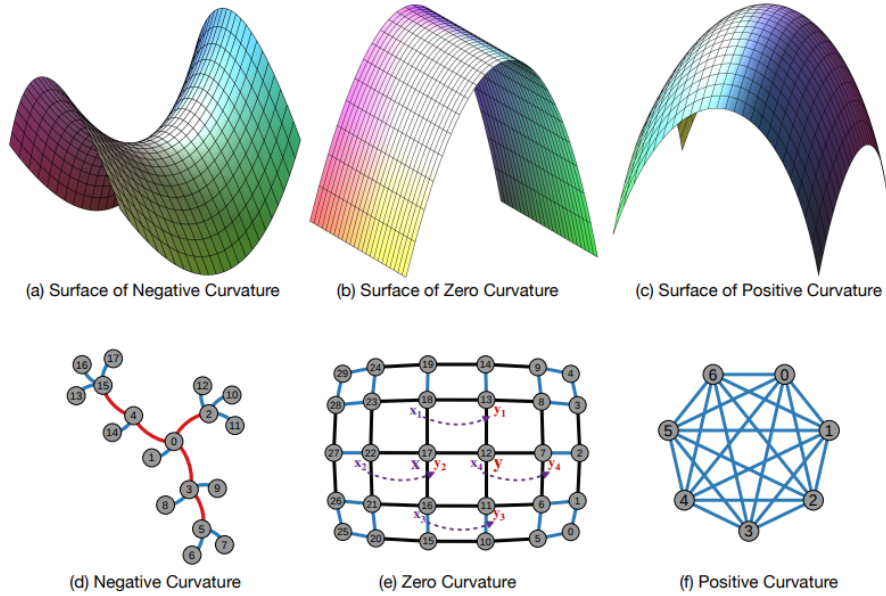 (a) Surface of Negative Curvature (b) Surface of Zero Curvature (c) Surface of Positive Curvature
17
16
15
13
4
14
12
10
2
11
0
1
3
9
8
5
6
7
29 24 19 14 9 4
28 23 18 13 8 3
x₁ y₁
27 22 17 12 7 2
x₂ x y₂ x₄ y y₄
26 21 16 11 6 1
x₃ y₃
25 20 15 10 5 0
6 0
5 1
4 2
3
(d) Negative Curvature (e) Zero Curvature (f) Positive Curvature